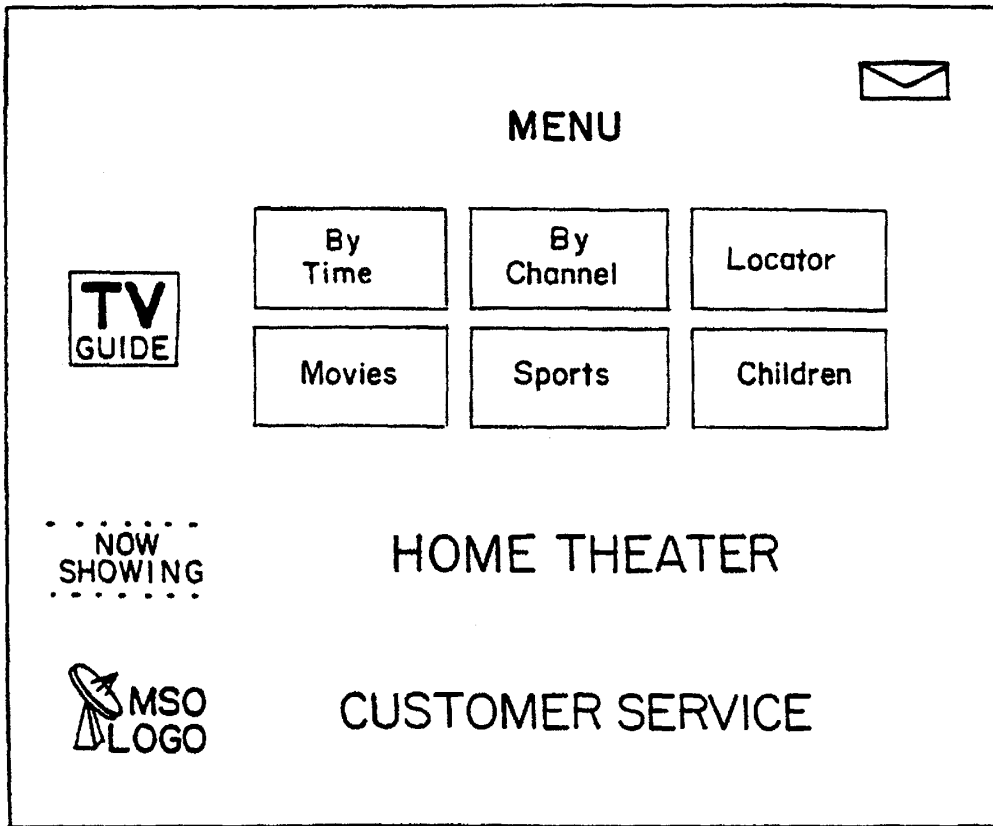 MENU
By
Time
By
Channel
Locator
TV
GUIDE
Movies
Sports
Children
NOW
SHOWING
HOME THEATER
MSO
LOGO
CUSTOMER SERVICE